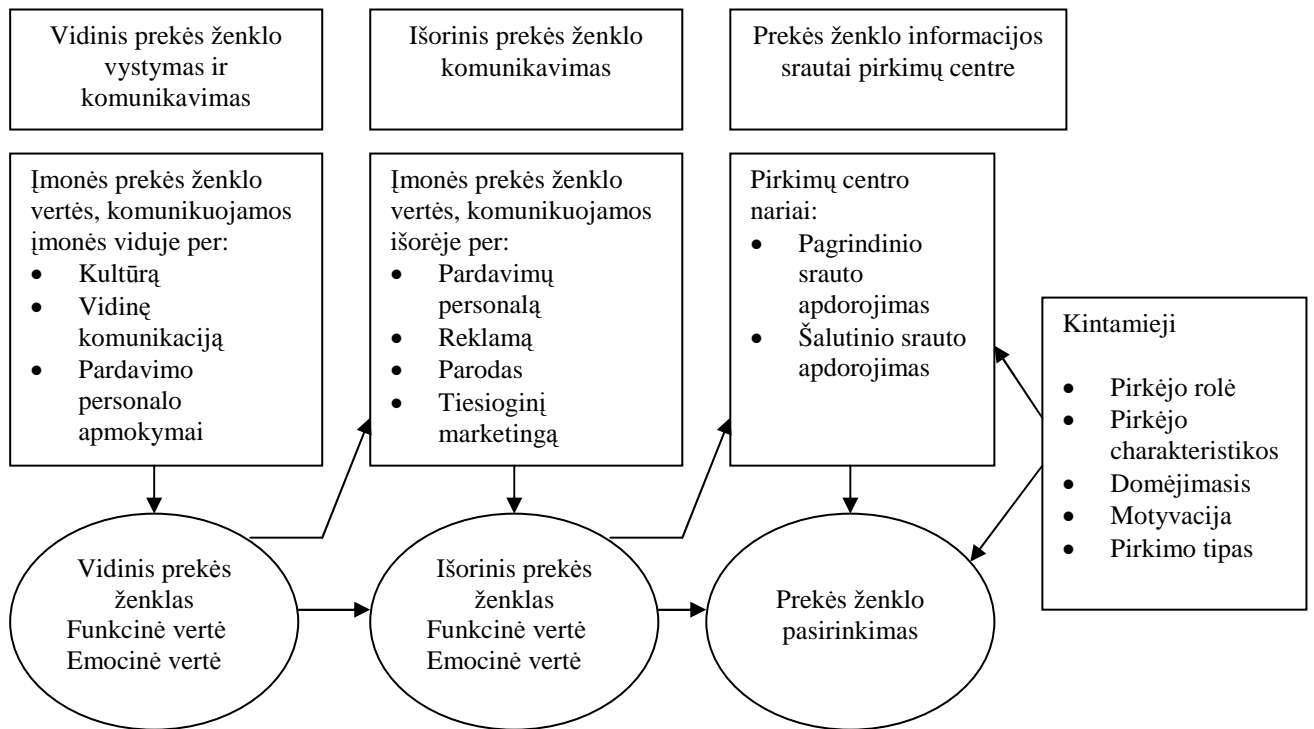 Vidinis prekės ženklo
vystymas ir
komunikavimas
Išorinis prekės ženklo
komunikavimas
Prekės ženklo informacijos
srautai pirkimų centre
Įmonės prekės ženklo
vertės, komunikuojamos
įmonės viduje per:
• Kultūrą
• Vidinę
komunikaciją
• Pardavimo
personalo
apmokymai
Įmonės prekės ženklo
vertės, komunikuojamos
išorėje per:
• Pardavimų
personalą
• Reklamą
• Parodas
• Tiesioginį
marketingą
Pirkimų centro
nariai:
• Pagrindinio
srauto
apdorojimas
• Šalutinio srauto
apdorojimas
Kintamieji
• Pirkėjo rolė
• Pirkėjo
charakteristikos
• Domėjimasis
• Motyvacija
• Pirkimo tipas
Vidinis prekės
ženklas
Funkcinė vertė
Emocinė vertė
Išorinis prekės
ženklas
Funkcinė vertė
Emocinė vertė
Prekės ženklo
pasirinkimas